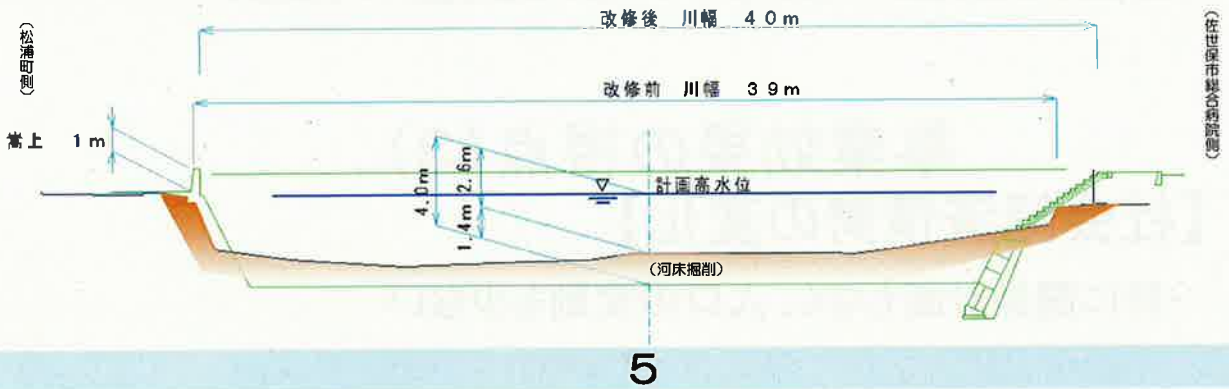 改修後 川幅 40m
(松浦町側)
(佐世保市総合病院側)
改修前 川幅 39m
嵩上 1m
4.0m
2.6m
1.4m
計画高水位
(河床掘削)
5